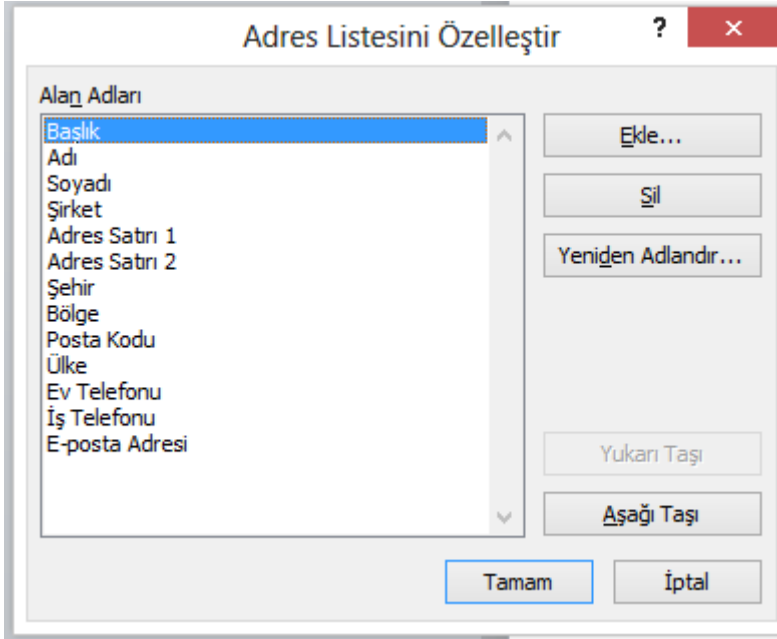 Adres Listesini Özelleştir
?
×
Alan Adları
Başlık
Adı
Soyadı
Şirket
Adres Satırı 1
Adres Satırı 2
Şehir
Bölge
Posta Kodu
Ülke
Ev Telefonu
İş Telefonu
E-posta Adresi
Ekle...
Sil
Yeniden Adlandır...
Yukarı Taşı
Aşağı Taşı
Tamam
İptal